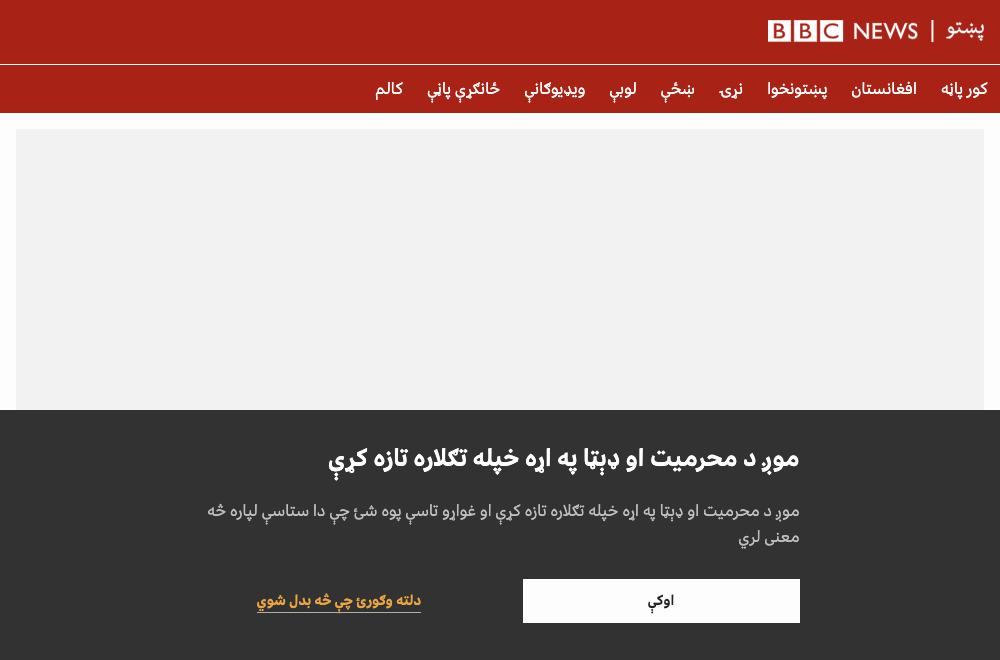 BBC NEWS | پښتو
کور پاڼه افغانستان پښتونخوا نړۍ ښځې لوبې ویډیوګانې ځانګړې پاڼې کالم
موږ د محرمیت او ډېټا په اړه خپله تګلاره تازه کړې
موږ د محرمیت او ډېټا په اړه خپله تګلاره تازه کړې او غواړو تاسې پوه شئ چې دا ستاسې لپاره څه
معنی لري
اوکې
دلته وګورئ چې څه بدل شوي